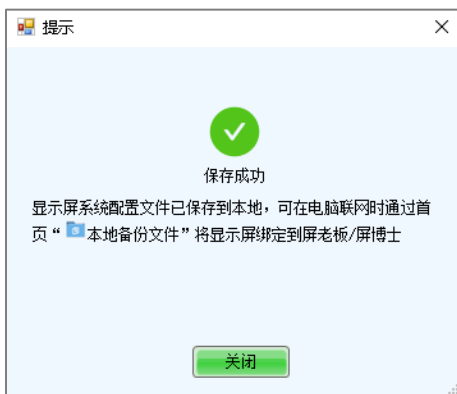 提示
保存成功
显示屏系统配置文件已保存到本地，可在电脑联网时通过首
页“本地备份文件”将显示屏绑定到屏老板/屏博士
关闭